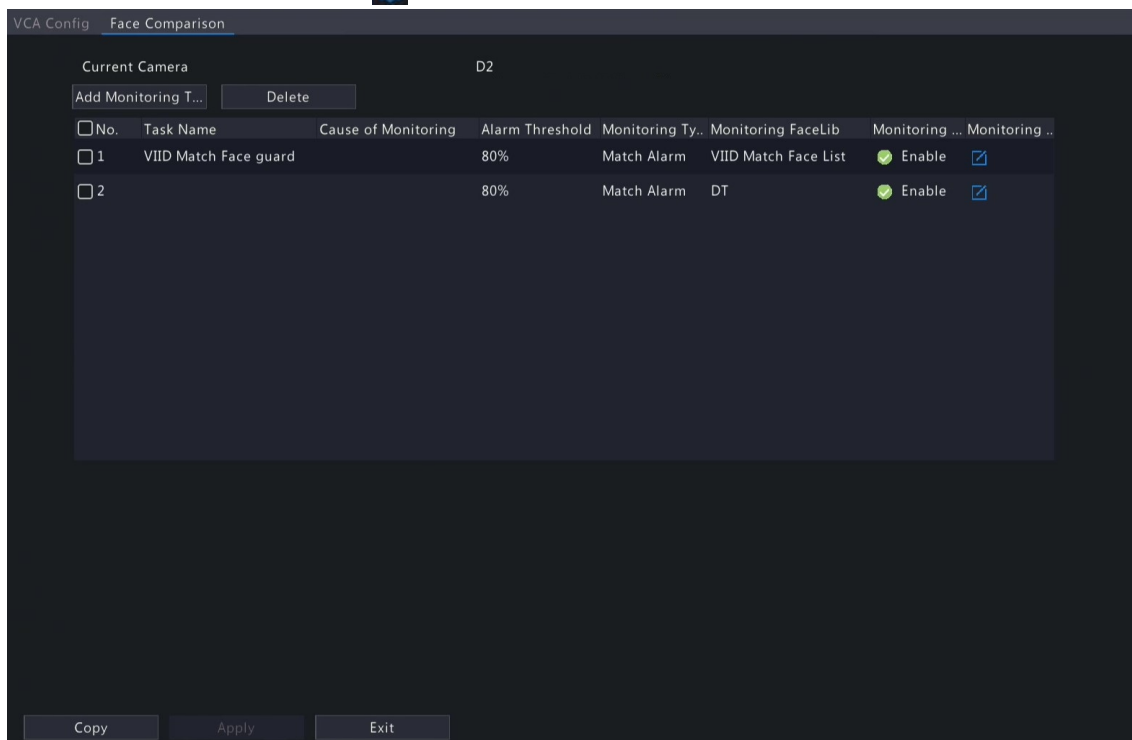 VCA Config Face Comparison
Current Camera D2
Add Monitoring T... Delete
No. Task Name Cause of Monitoring Alarm Threshold Monitoring Ty.. Monitoring FaceLib Monitoring ... Monitoring ..
1 VIID Match Face guard 80% Match Alarm VIID Match Face List Enable
2 80% Match Alarm DT Enable
Copy Apply Exit